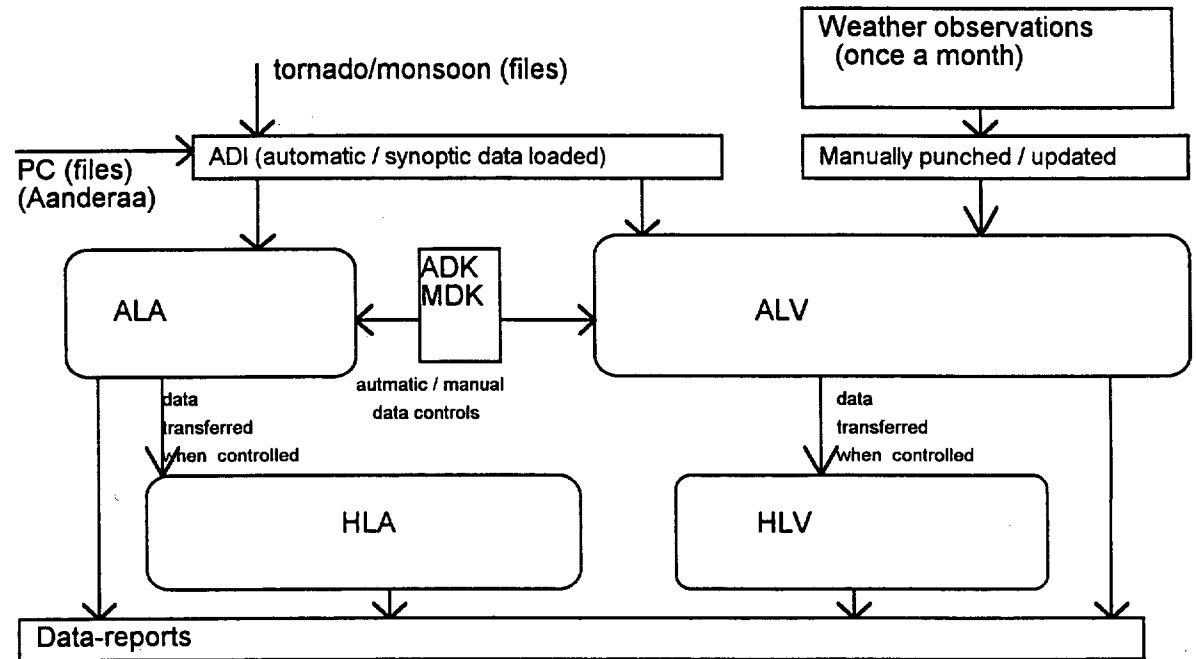 Weather observations
(once a month)
tornado/monsoon (files)
ADI (automatic / synoptic data loaded)
Manually punched / updated
PC (files)
(Aanderaa)
ADK
MDK
ALA
ALV
autmatic / manual
data controls
data
transferred
when controlled
data
transferred
when controlled
HLA
HLV
Data-reports